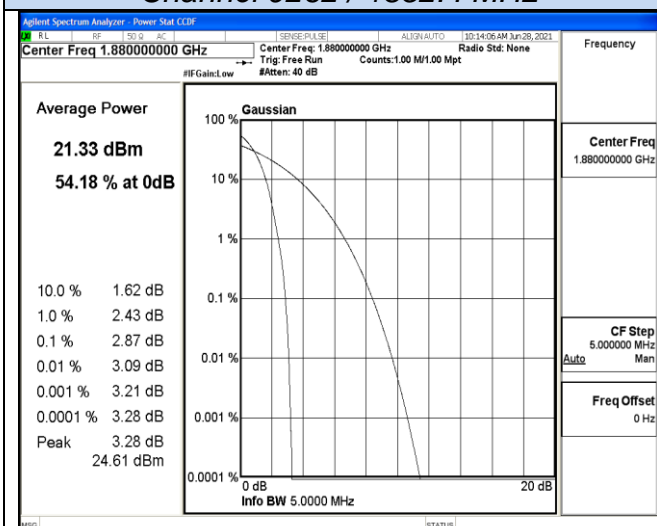 Agilent Spectrum Analyzer - Power Stat CCDF
RL RF 50 Ω AC SENSE:PULSE ALIGN AUTO 10:14:06 AM Jun 28, 2021
Center Freq 1.880000000 GHz
Center Freq: 1.880000000 GHz Radio Std: None
Trig: Free Run Counts:1.00 M/1.00 Mpt
#IFGain:Low #Atten: 40 dB
Frequency
Average Power
21.33 dBm
54.18 % at 0dB
10.0 % 1.62 dB
1.0 % 2.43 dB
0.1 % 2.87 dB
0.01 % 3.09 dB
0.001 % 3.21 dB
0.0001 % 3.28 dB
Peak 3.28 dB
24.61 dBm
Gaussian
100 %
10 %
1 %
0.1 %
0.01 %
0.001 %
0.0001 %
0 dB 20 dB
Info BW 5.0000 MHz
Center Freq
1.880000000 GHz
CF Step
5.000000 MHz
Auto Man
Freq Offset
0 Hz
MSG STATUS